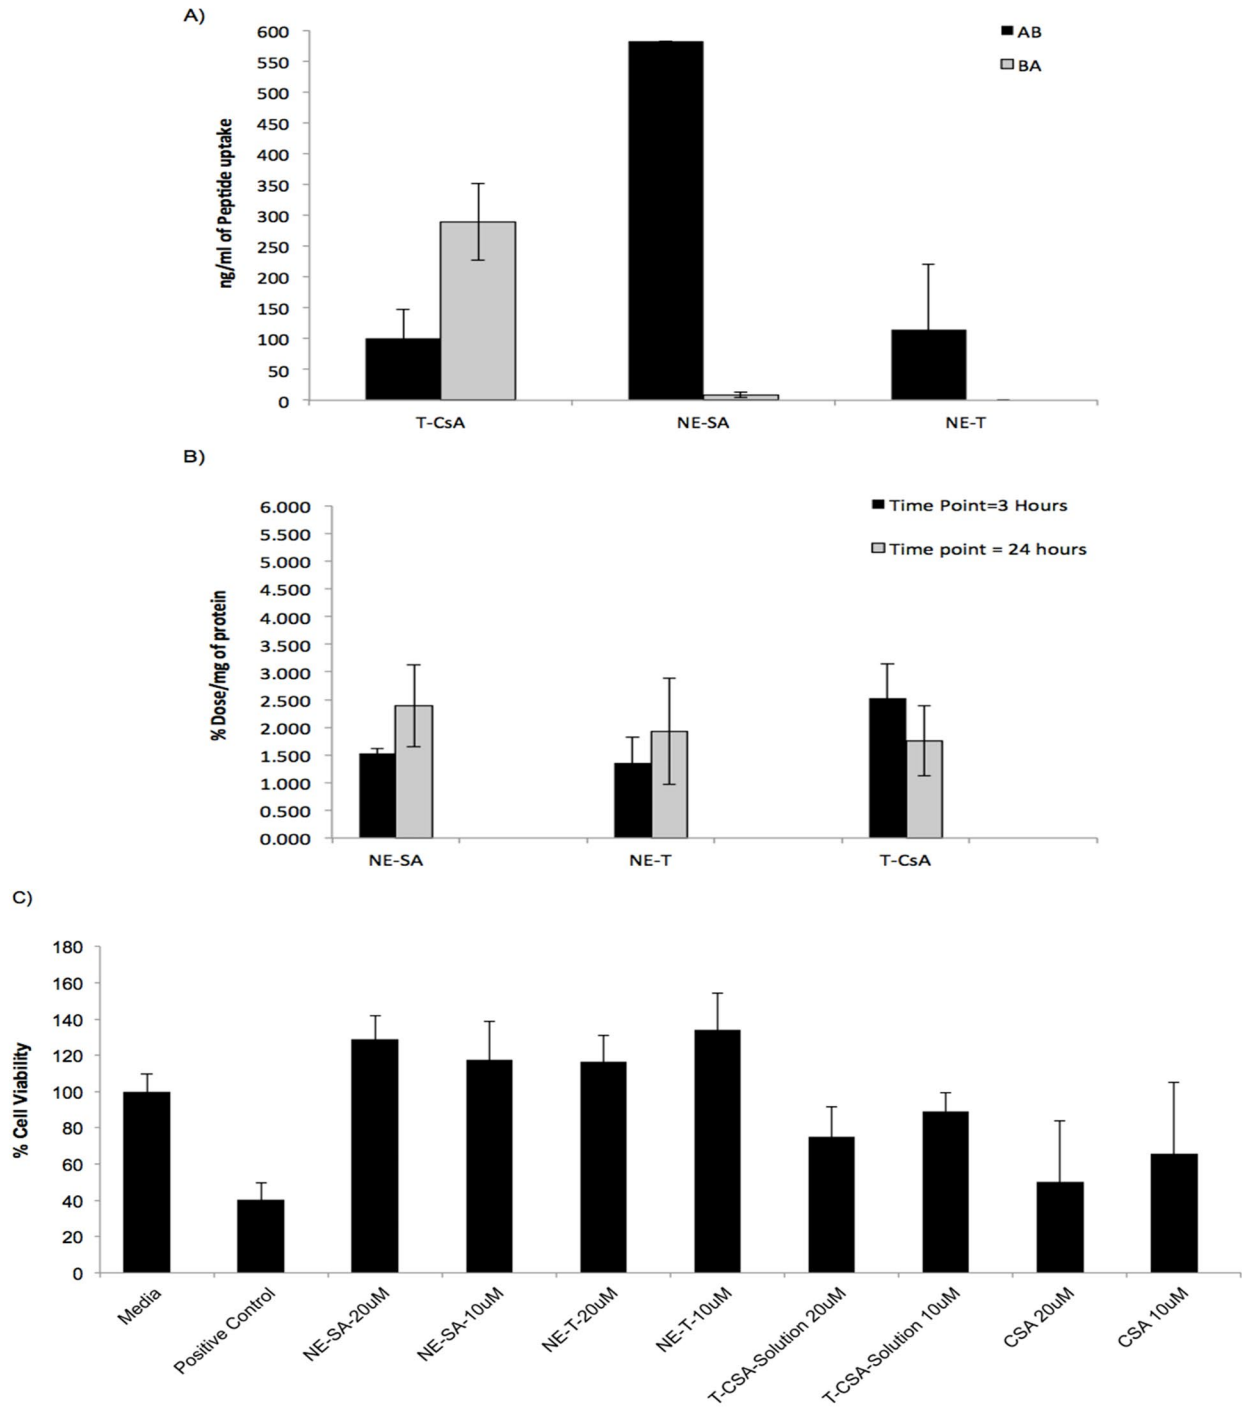 A)
600
550
500
450
400
350
300
250
200
150
100
50
0
ng/ml of Peptide uptake
AB
BA
T-CsA NE-SA NE-T
B)
6.000
5.500
5.000
4.500
4.000
3.500
3.000
2.500
2.000
1.500
1.000
0.500
0.000
% Dose/mg of protein
Time Point=3 Hours
Time point = 24 hours
NE-SA NE-T T-CsA
C)
180
160
140
120
100
80
60
40
20
0
% Cell Viability
Media
Positive Control
NE-SA-20uM
NE-SA-10uM
NE-T-20uM
NE-T-10uM
T-CSA-Solution 20uM
T-CSA-Solution 10uM
CSA 20uM
CSA 10uM